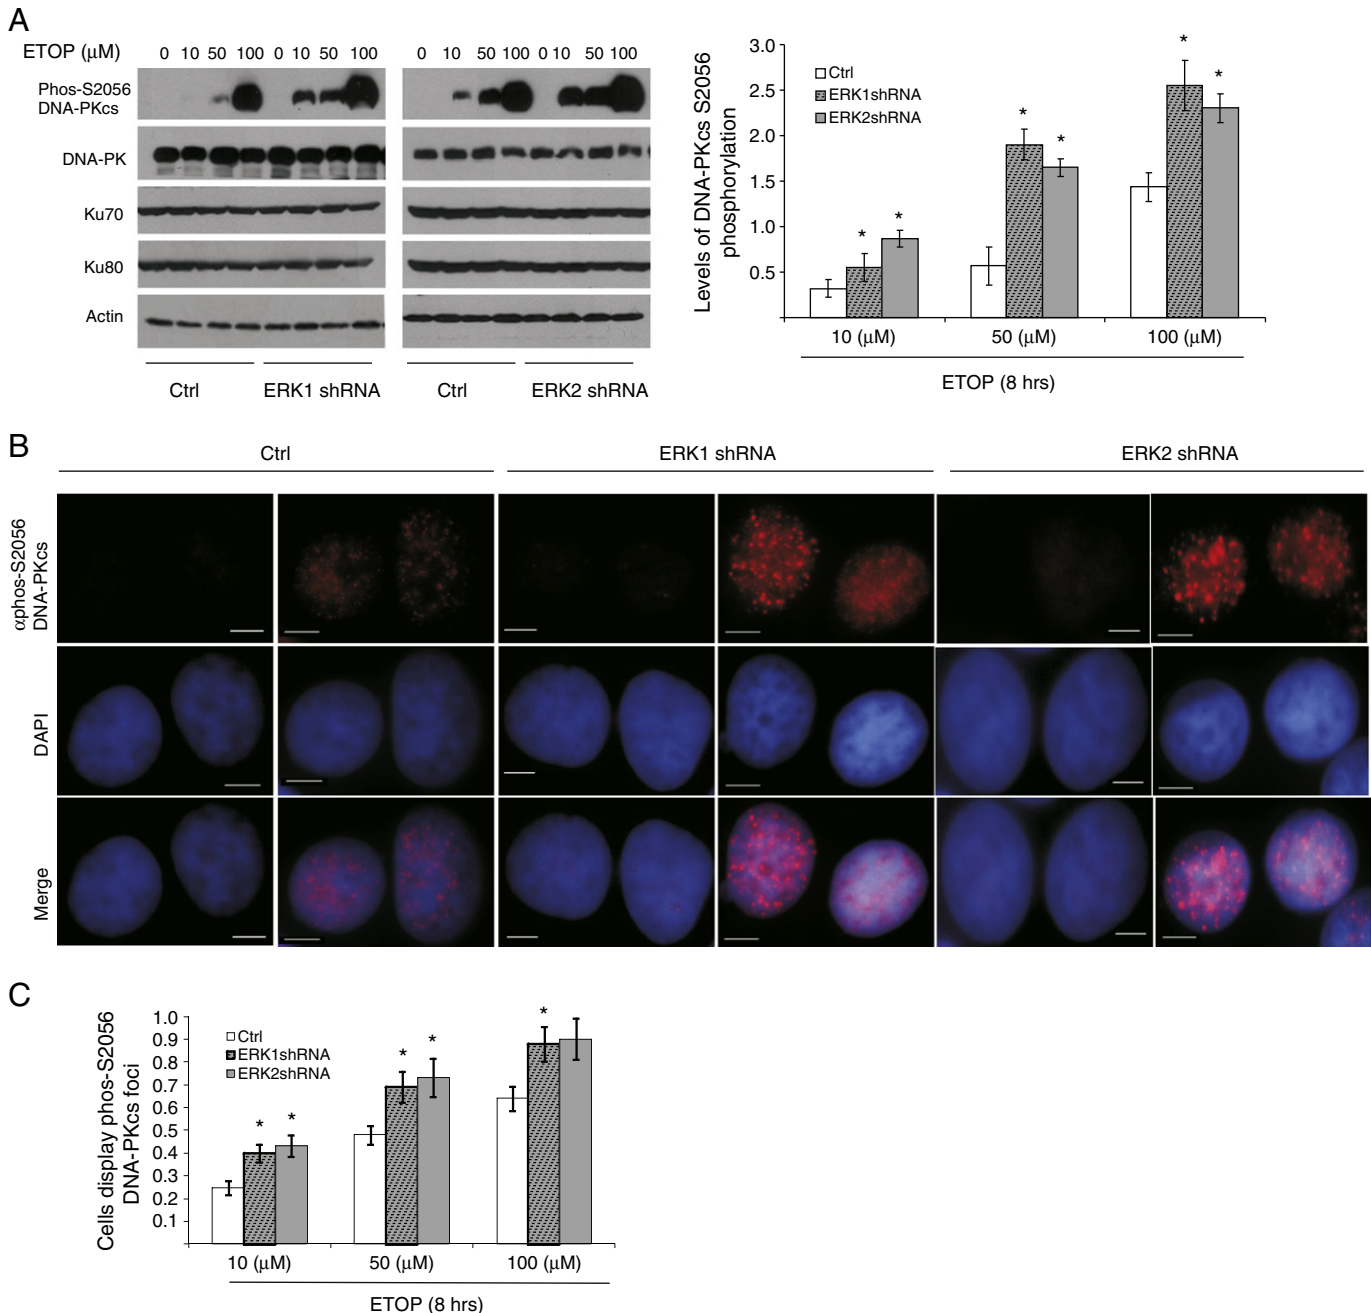 A
ETOP (μM)
0 10 50 100 0 10 50 100
0 10 50 100 0 10 50 100
Phos-S2056
DNA-PKcs
DNA-PK
Ku70
Ku80
Actin
Ctrl
ERK1 shRNA
Ctrl
ERK2 shRNA
Levels of DNA-PKcs S2056
phosphorylation
3.0
2.5
2.0
1.5
1.0
0.5
Ctrl
ERK1shRNA
ERK2shRNA
* * * * * *
10 (μM)
50 (μM)
100 (μM)
ETOP (8 hrs)
B
Ctrl
ERK1 shRNA
ERK2 shRNA
αphos-S2056
DNA-PKcs
DAPI
Merge
C
Cells display phos-S2056
DNA-PKcs foci
1.0
0.9
0.8
0.7
0.6
0.5
0.4
0.3
0.2
0.1
Ctrl
ERK1shRNA
ERK2shRNA
* * * * *
10 (μM)
50 (μM)
100 (μM)
ETOP (8 hrs)